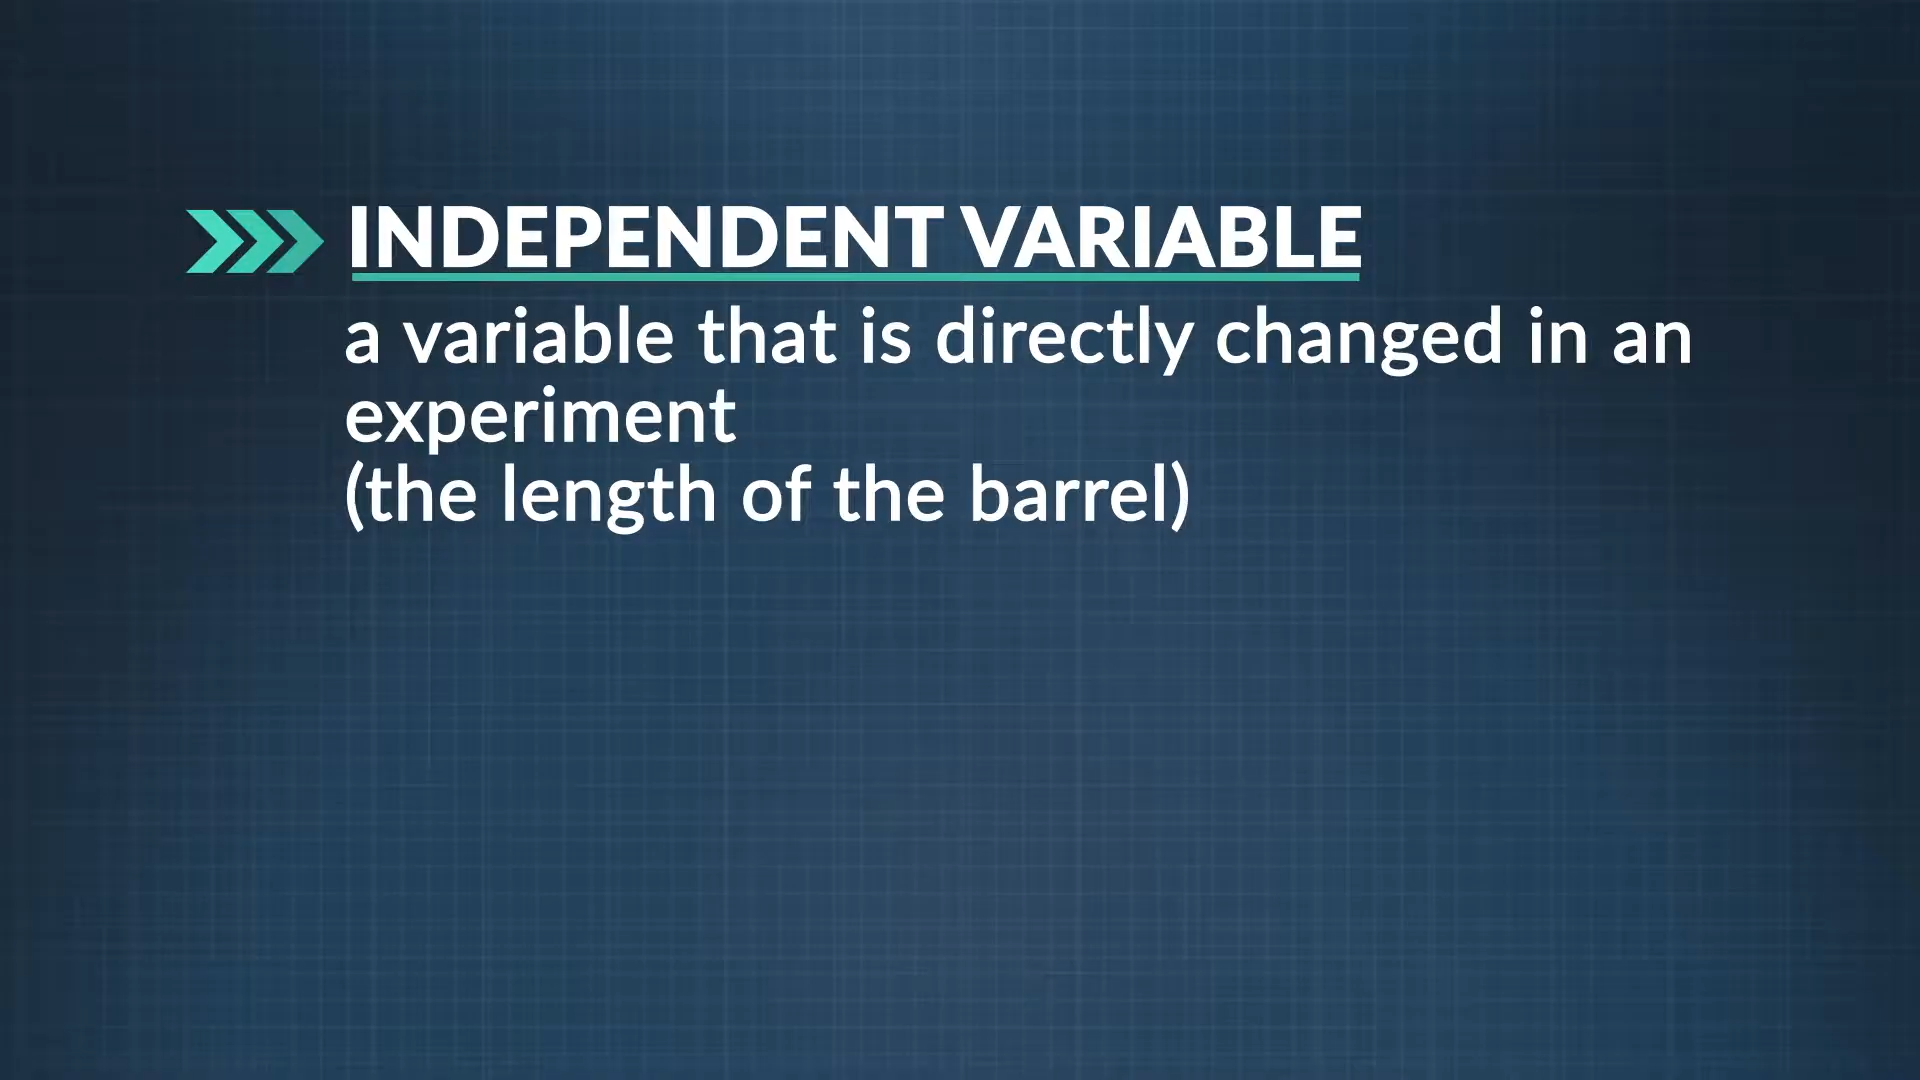 INDEPENDENT VARIABLE
a variable that is directly changed in an
experiment
(the length of the barrel)